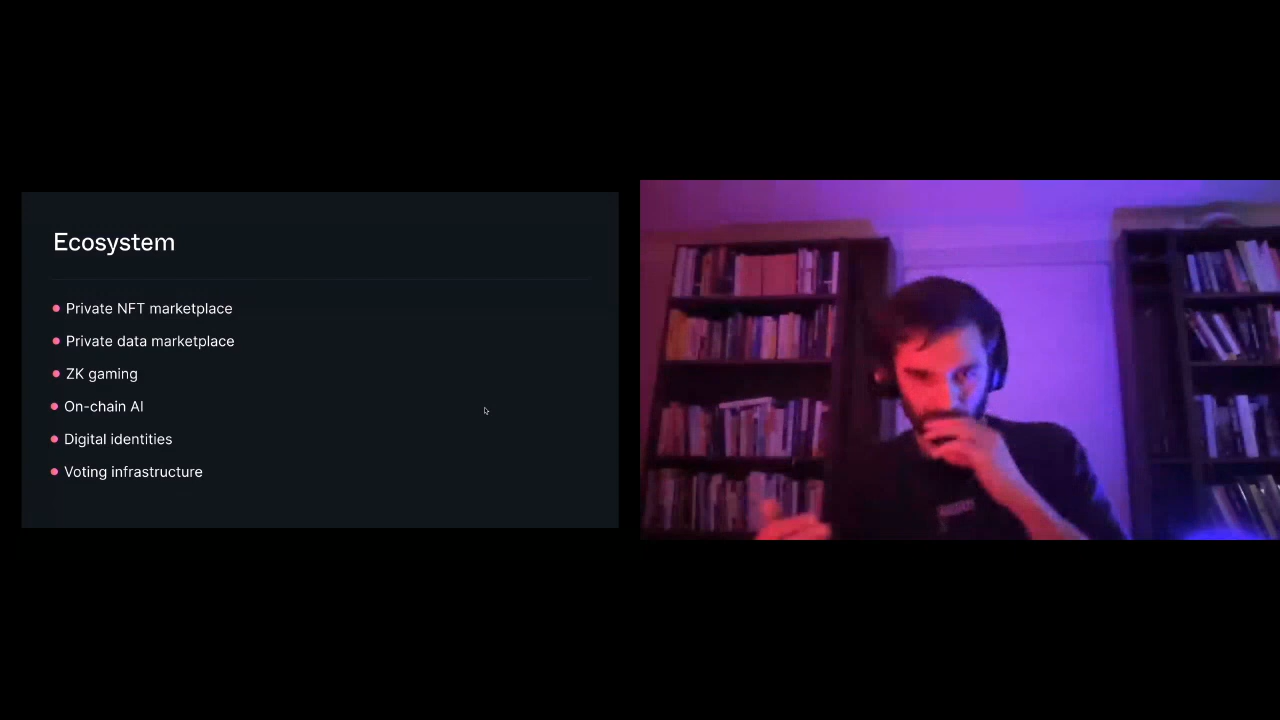 Ecosystem
Private NFT marketplace
Private data marketplace
ZK gaming
On-chain AI
Digital identities
Voting infrastructure